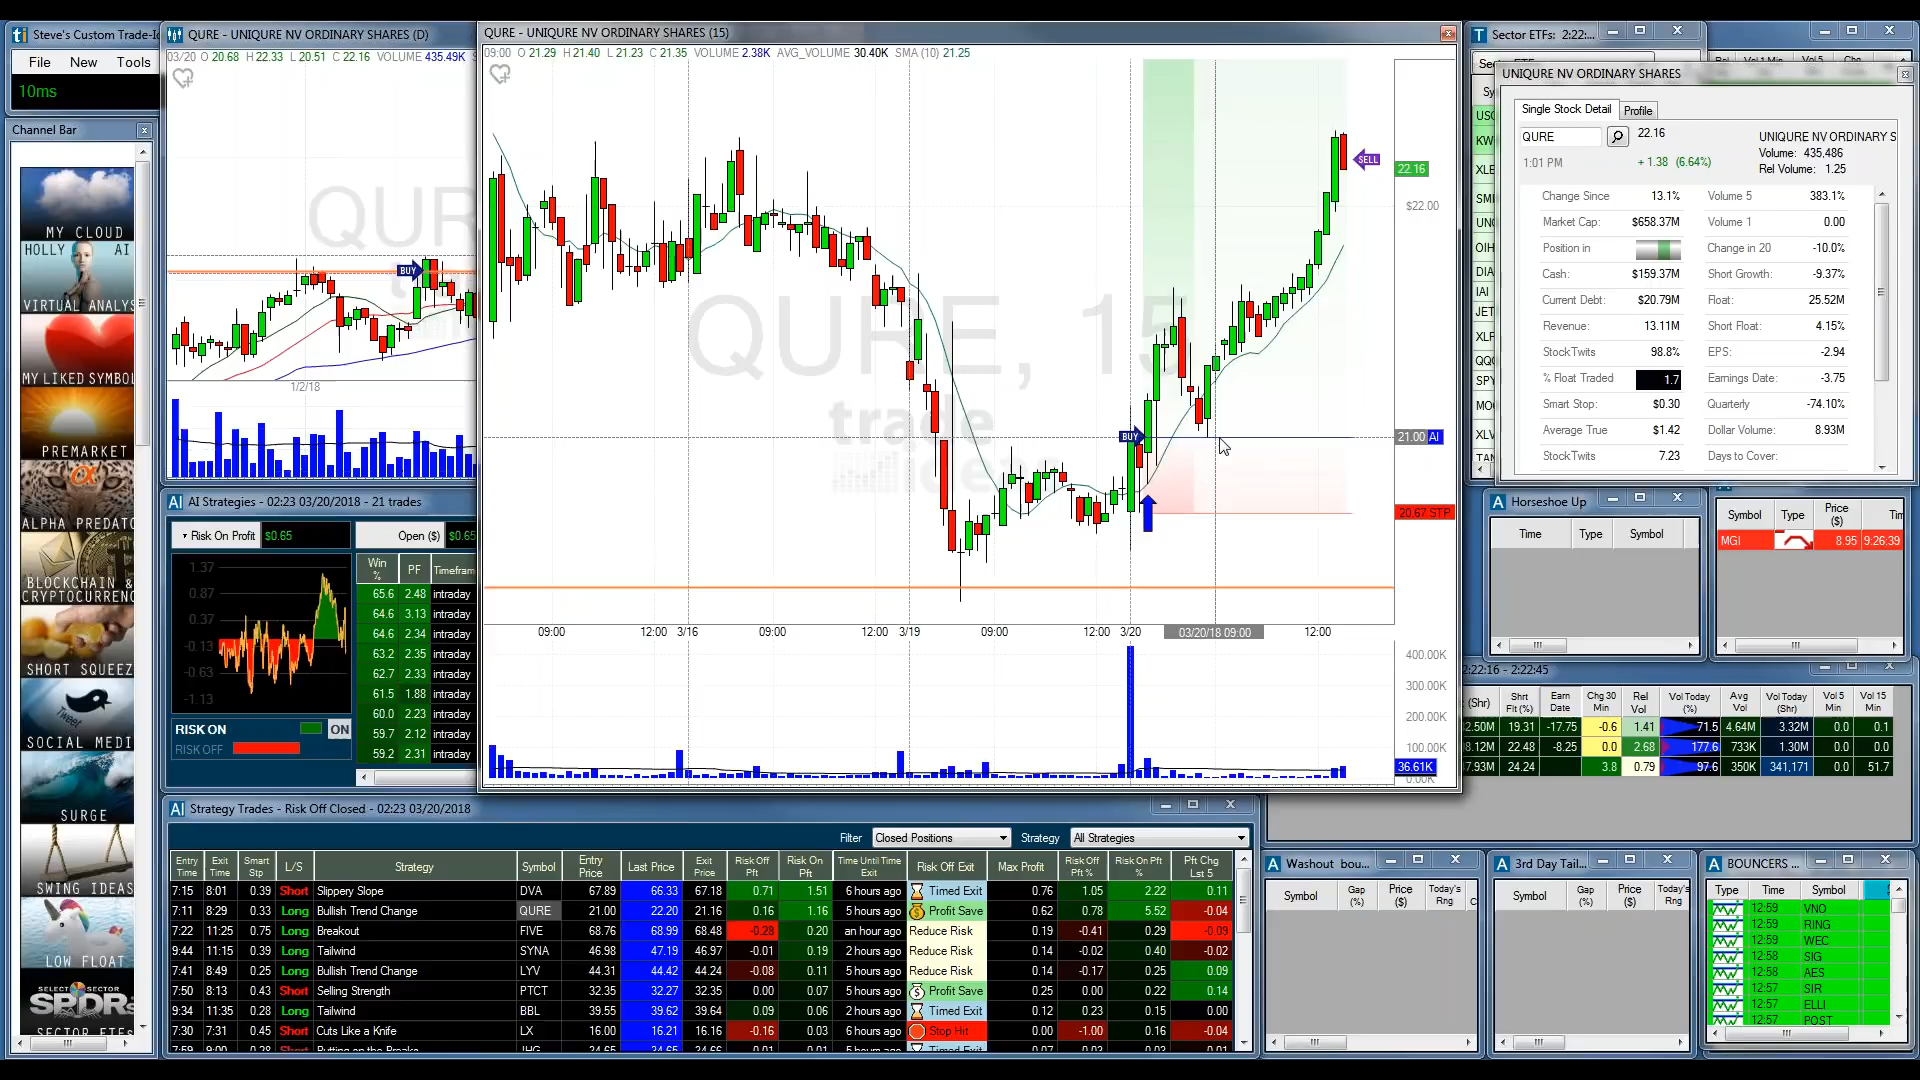 Steve's Custom Trade-Id
File New Tools
10ms
Channel Bar
MY CLOUD
HOLLY AI
VIRTUAL ANALYS
MY LIKED SYMBOL
PREMARKET
ALPHA PREDATO
BLOCKCHAIN &
CRYPTOCURRENC
SHORT SQUEEZ
Tweet
SOCIAL MEDI
SURGE
SWING IDEAS
LOW FLOAT
SELECT SECTOR
SPDRs
SECTOR ETFs
QURE - UNIQURE NV ORDINARY SHARES (D)
03/20 O 20.68 H 22.33 L 20.51 C 22.16 VOLUME 435.49K
BUY
1/2/18
QURE - UNIQURE NV ORDINARY SHARES (15)
09:00 O 21.29 H 21.40 L 21.23 C 21.35 VOLUME 2.38K AVG_VOLUME 30.40K SMA (10) 21.25
QURE, 15
trade
ideas
SELL
22.16
$22.00
BUY
21.00 AI
20.67 STP
09:00 12:00 3/16 09:00 12:00 3/19 09:00 12:00 3/20 03/20/18 09:00 12:00
400.00K
300.00K
200.00K
100.00K
36.61K
0.00K
AI Strategies - 02:23 03/20/2018 - 21 trades
Risk On Profit $0.65 Open ($) $0.65
1.37
0.87
0.37
-0.13
-0.63
-1.13
RISK ON ON
RISK OFF
Win % PF Timefram
65.6 2.48 intraday
64.6 3.13 intraday
64.6 2.34 intraday
63.2 2.35 intraday
62.7 2.33 intraday
61.5 1.88 intraday
60.0 2.23 intraday
59.7 2.12 intraday
59.2 2.31 intraday
Strategy Trades - Risk Off Closed - 02:23 03/20/2018
Filter Closed Positions Strategy All Strategies
Entry Time Exit Time Smart Stp L/S Strategy Symbol Entry Price Last Price Exit Price Risk Off Pft Risk On Pft Time Until Time Exit Risk Off Exit Max Profit Risk Off Pft % Risk On Pft % Pft Chg Lst 5
7:15 8:01 0.39 Short Slippery Slope DVA 67.89 66.33 67.18 0.71 1.51 6 hours ago Timed Exit 0.76 1.05 2.22 0.11
7:11 8:29 0.33 Long Bullish Trend Change QURE 21.00 22.20 21.16 0.16 1.16 5 hours ago Profit Save 0.62 0.78 5.52 -0.04
7:22 11:25 0.75 Long Breakout FIVE 68.76 68.99 68.48 -0.28 0.20 an hour ago Reduce Risk 0.19 -0.41 0.29 -0.09
9:44 11:15 0.39 Long Tailwind SYNA 46.98 47.19 46.97 -0.01 0.19 2 hours ago Reduce Risk 0.14 -0.02 0.40 -0.02
7:41 8:49 0.25 Long Bullish Trend Change LYV 44.31 44.42 44.24 -0.08 0.11 5 hours ago Reduce Risk 0.14 -0.17 0.25 0.09
7:50 8:13 0.43 Short Selling Strength PTCT 32.35 32.27 32.35 0.00 0.07 5 hours ago Profit Save 0.25 0.00 0.22 0.14
9:34 11:35 0.28 Long Tailwind BBL 39.55 39.62 39.64 0.09 0.06 2 hours ago Timed Exit 0.12 0.23 0.15 0.00
7:30 7:31 0.45 Short Cuts Like a Knife LX 16.00 16.21 16.16 -0.16 0.03 6 hours ago Stop Hit 0.00 -1.00 0.16 -0.04
Sector ETFs: 2:22:...
UNIQURE NV ORDINARY SHARES
Single Stock Detail Profile
QURE 22.16 UNIQURE NV ORDINARY S
Volume: 435,486
1:01 PM + 1.38 (6.64%) Rel Volume: 1.25
Change Since 13.1% Volume 5 383.1%
Market Cap: $658.37M Volume 1 0.00
Position in Change in 20 -10.0%
Cash: $159.37M Short Growth: -9.37%
Current Debt: $20.79M Float: 25.52M
Revenue: 13.11M Short Float: 4.15%
StockTwits 98.8% EPS: -2.94
% Float Traded 1.7 Earnings Date: -3.75
Smart Stop: $0.30 Quarterly -74.10%
Average True $1.42 Dollar Volume: 8.93M
StockTwits 7.23 Days to Cover:
Horseshoe Up
Time Type Symbol
Symbol Type Price ($) Tim
MGI 8.95 9:26:39
2:22:16 - 2:22:45
(Shr) Shrt Flt (%) Earn Date Chg 30 Min Rel Vol Vol Today (%) Avg Vol Vol Today (Shr) Vol 5 Min Vol 15 Min
2.50M 19.31 -17.75 -0.6 1.41 71.5 4.64M 3.32M 0.0 0.1
8.12M 22.48 -8.25 0.0 2.68 177.6 733K 1.30M 0.0 0.0
7.93M 24.24 3.8 0.79 97.6 350K 341,171 0.0 51.7
Washout bou...
Symbol Gap (%) Price ($) Today's Rng
3rd Day Tail...
Symbol Gap (%) Price ($) Today's Rng
BOUNCERS ...
Type Time Symbol
12:59 VNO
12:59 RING
12:59 WEC
12:58 SIG
12:58 AES
12:57 SIR
12:57 ELLI
12:57 POST